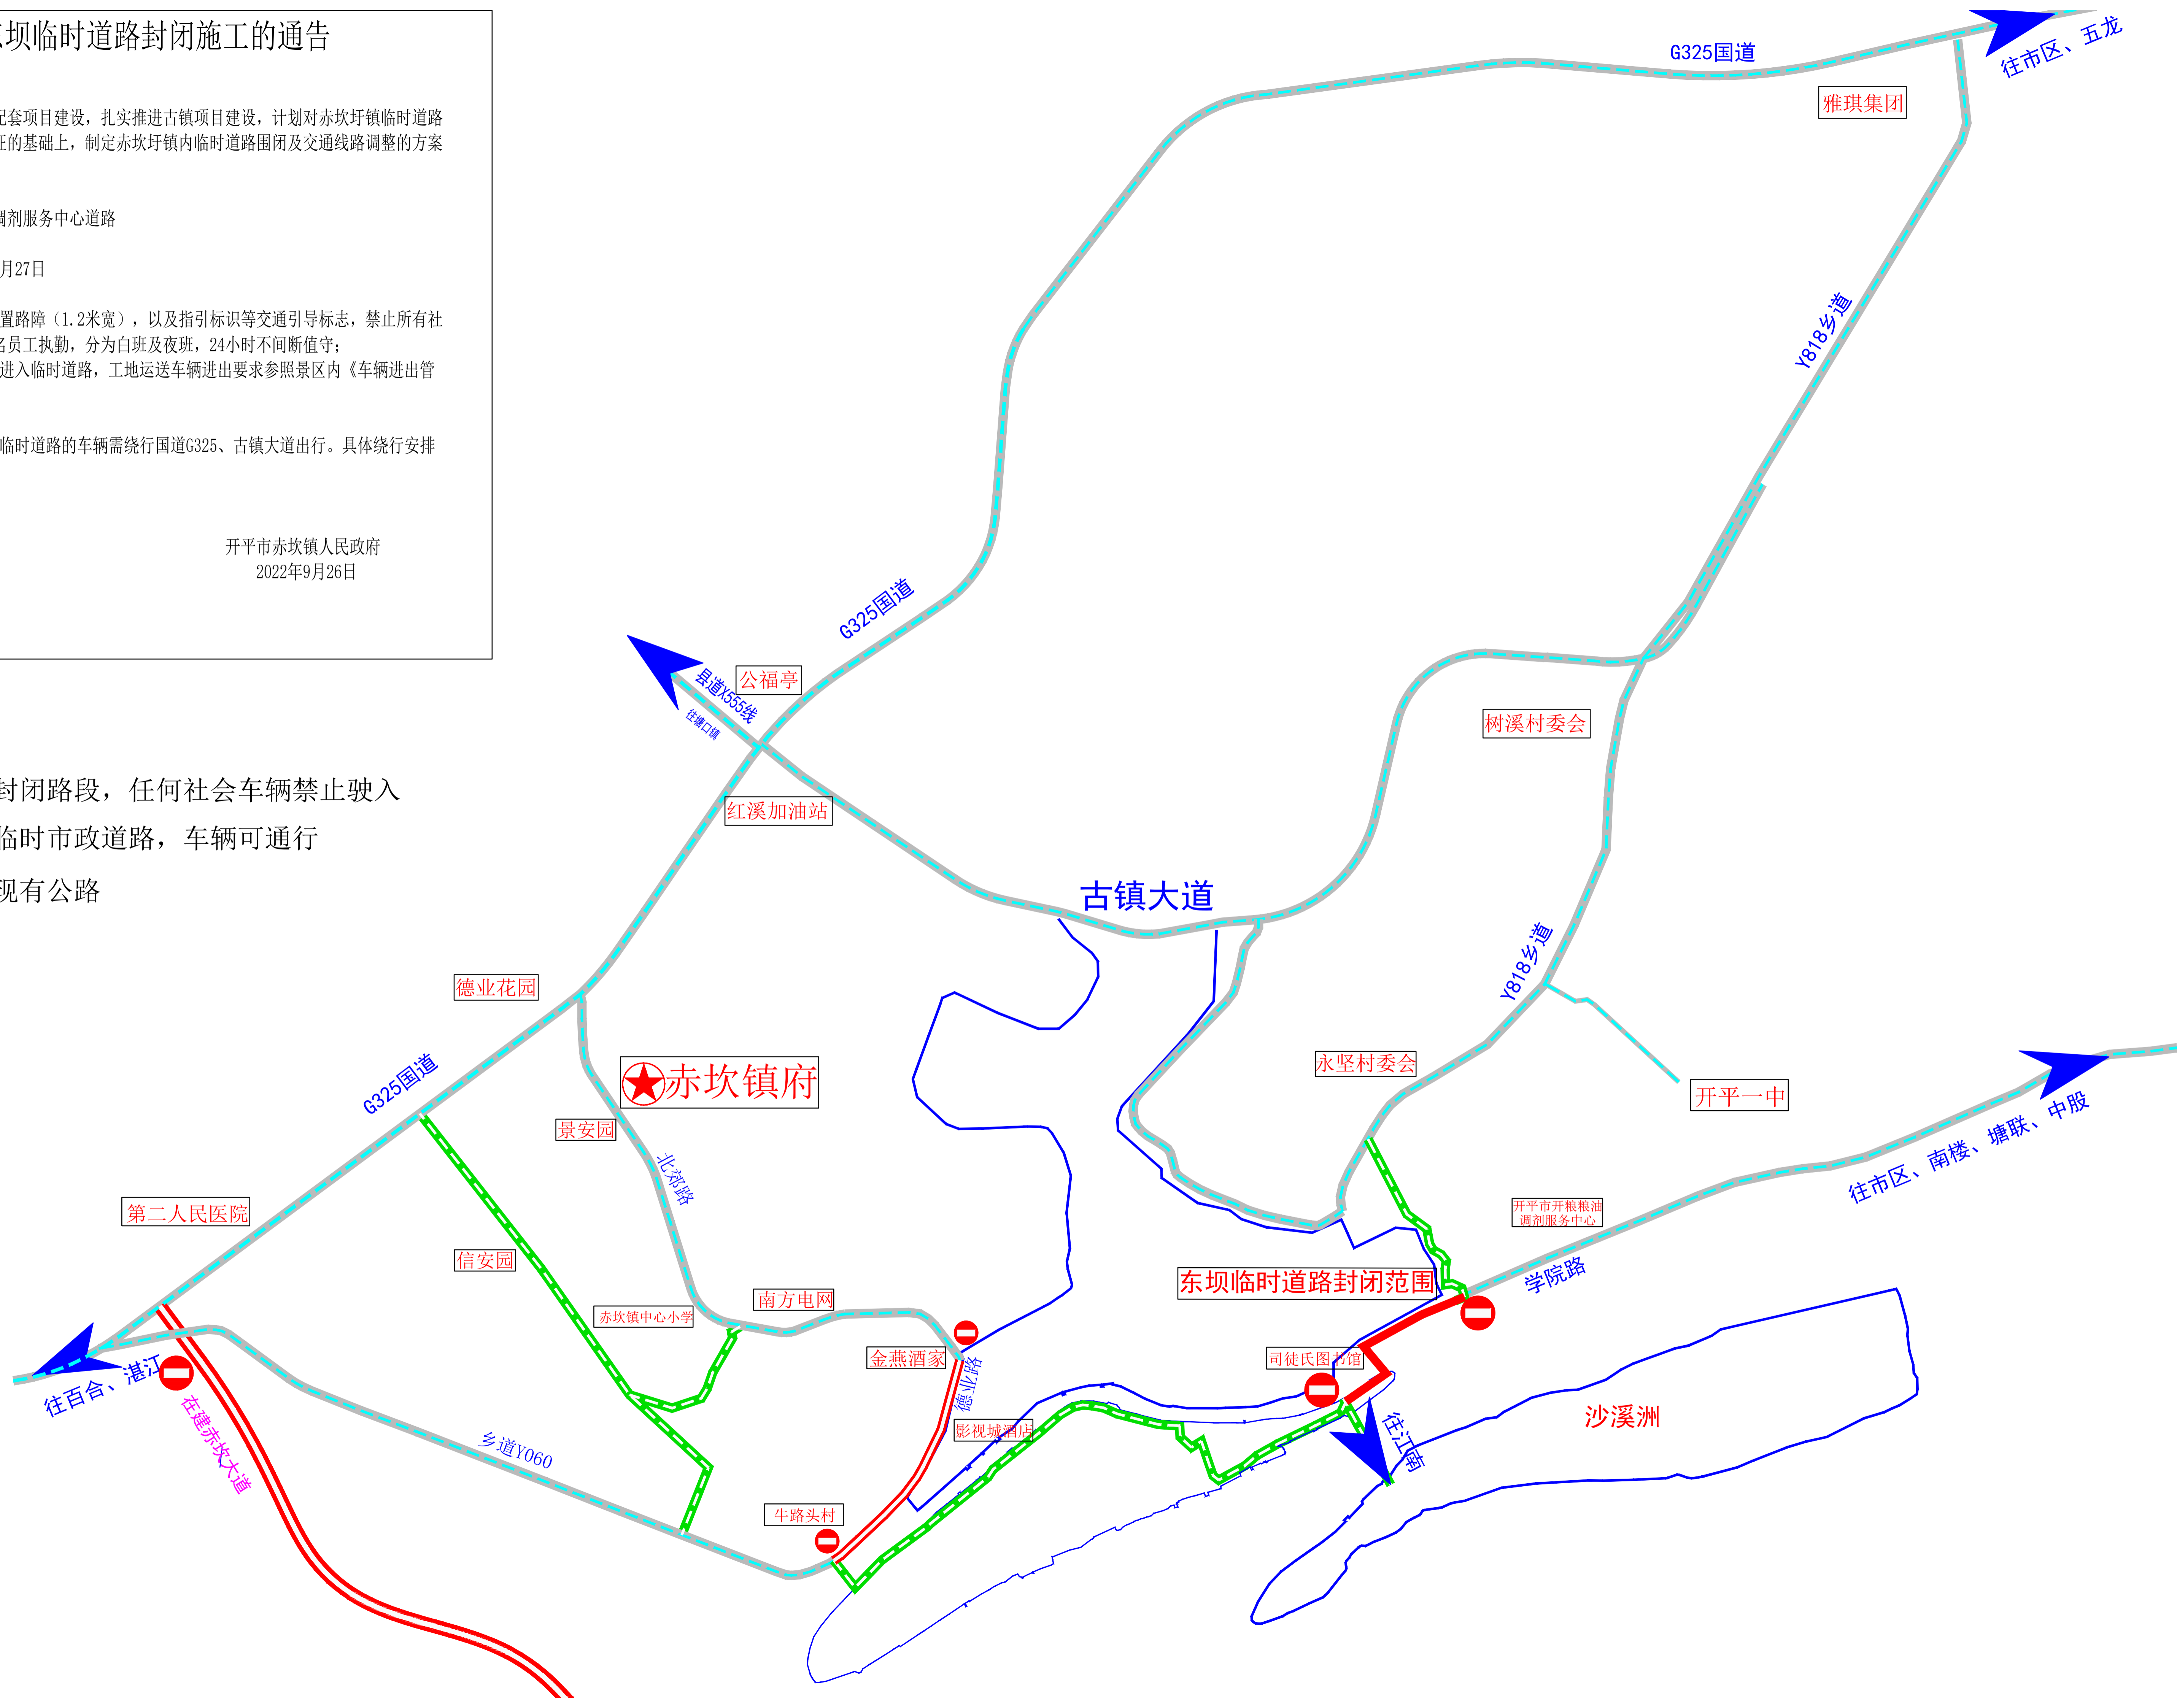 坝临时道路封闭施工的通告
配套项目建设，扎实推进古镇项目建设，计划对赤坎圩镇临时道路
的基础上，制定赤坎圩镇内临时道路围闭及交通线路调整的方案
调剂服务中心道路
月27日
置路障（1.2米宽），以及指引标识等交通引导标志，禁止所有社
名员工执勤，分为白班及夜班，24小时不间断值守；
进入临时道路，工地运送车辆进出要求参照景区内《车辆进出管
临时道路的车辆需绕行国道G325、古镇大道出行。具体绕行安排
开平市赤坎镇人民政府
2022年9月26日
封闭路段，任何社会车辆禁止驶入
临时市政道路，车辆可通行
现有公路
G325国道
往市区、五龙
雅琪集团
Y818乡道
G325国道
公福亭
县道X555线
往塘口镇
树溪村委会
红溪加油站
古镇大道
德业花园
Y818乡道
永坚村委会
开平一中
G325国道
赤坎镇府
景安园
北郊路
往市区、南楼、塘联、中股
第二人民医院
开平市开粮粮油
调剂服务中心
信安园
东坝临时道路封闭范围
学院路
南方电网
赤坎镇中心小学
金燕酒家
德业路
司徒氏图书馆
往百合、湛江
在建赤坎大道
影视城酒店
往江南
沙溪洲
乡道Y060
牛路头村